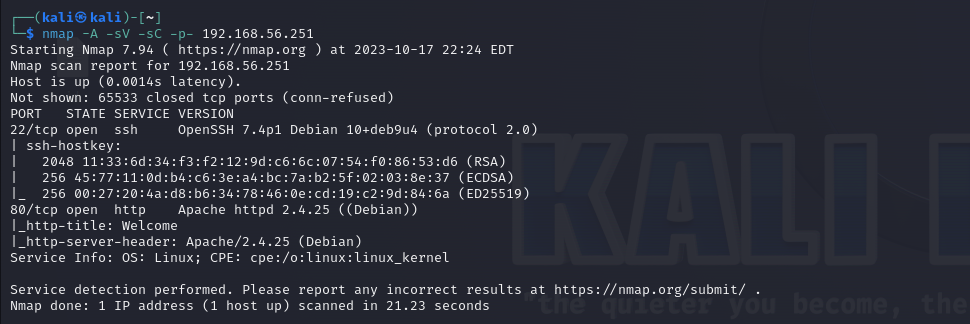 ┌──(kali㉿kali)-[~]
└─$ nmap -A -sV -sC -p- 192.168.56.251
Starting Nmap 7.94 ( https://nmap.org ) at 2023-10-17 22:24 EDT
Nmap scan report for 192.168.56.251
Host is up (0.0014s latency).
Not shown: 65533 closed tcp ports (conn-refused)
PORT   STATE SERVICE VERSION
22/tcp open  ssh     OpenSSH 7.4p1 Debian 10+deb9u4 (protocol 2.0)
| ssh-hostkey:
|   2048 11:33:6d:34:f3:f2:12:9d:c6:6c:07:54:f0:86:53:d6 (RSA)
|   256 45:77:11:0d:b4:c6:3e:a4:bc:7a:b2:5f:02:03:8e:37 (ECDSA)
|_  256 00:27:20:4a:d8:b6:34:78:46:0e:cd:19:c2:9d:84:6a (ED25519)
80/tcp open  http    Apache httpd 2.4.25 ((Debian))
|_http-title: Welcome
|_http-server-header: Apache/2.4.25 (Debian)
Service Info: OS: Linux; CPE: cpe:/o:linux:linux_kernel
KALI
Service detection performed. Please report any incorrect results at https://nmap.org/submit/ .
Nmap done: 1 IP address (1 host up) scanned in 21.23 seconds
"the quieter you become, the